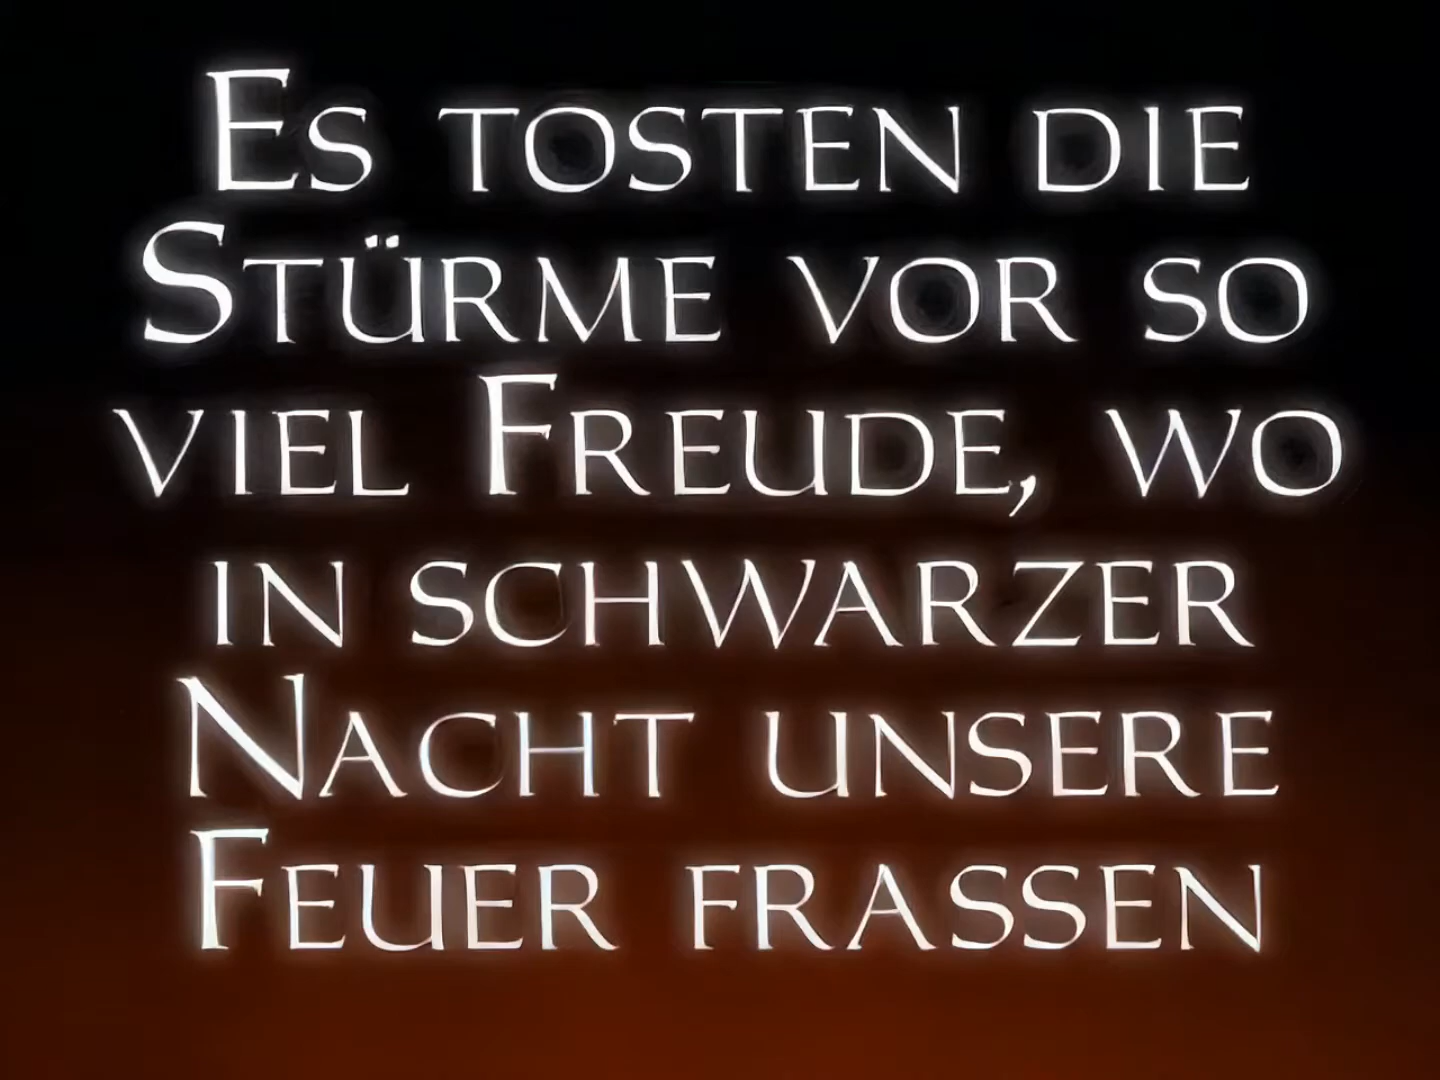 Es tosten die
Stürme vor so
viel Freude, wo
in schwarzer
Nacht unsere
Feuer frassen